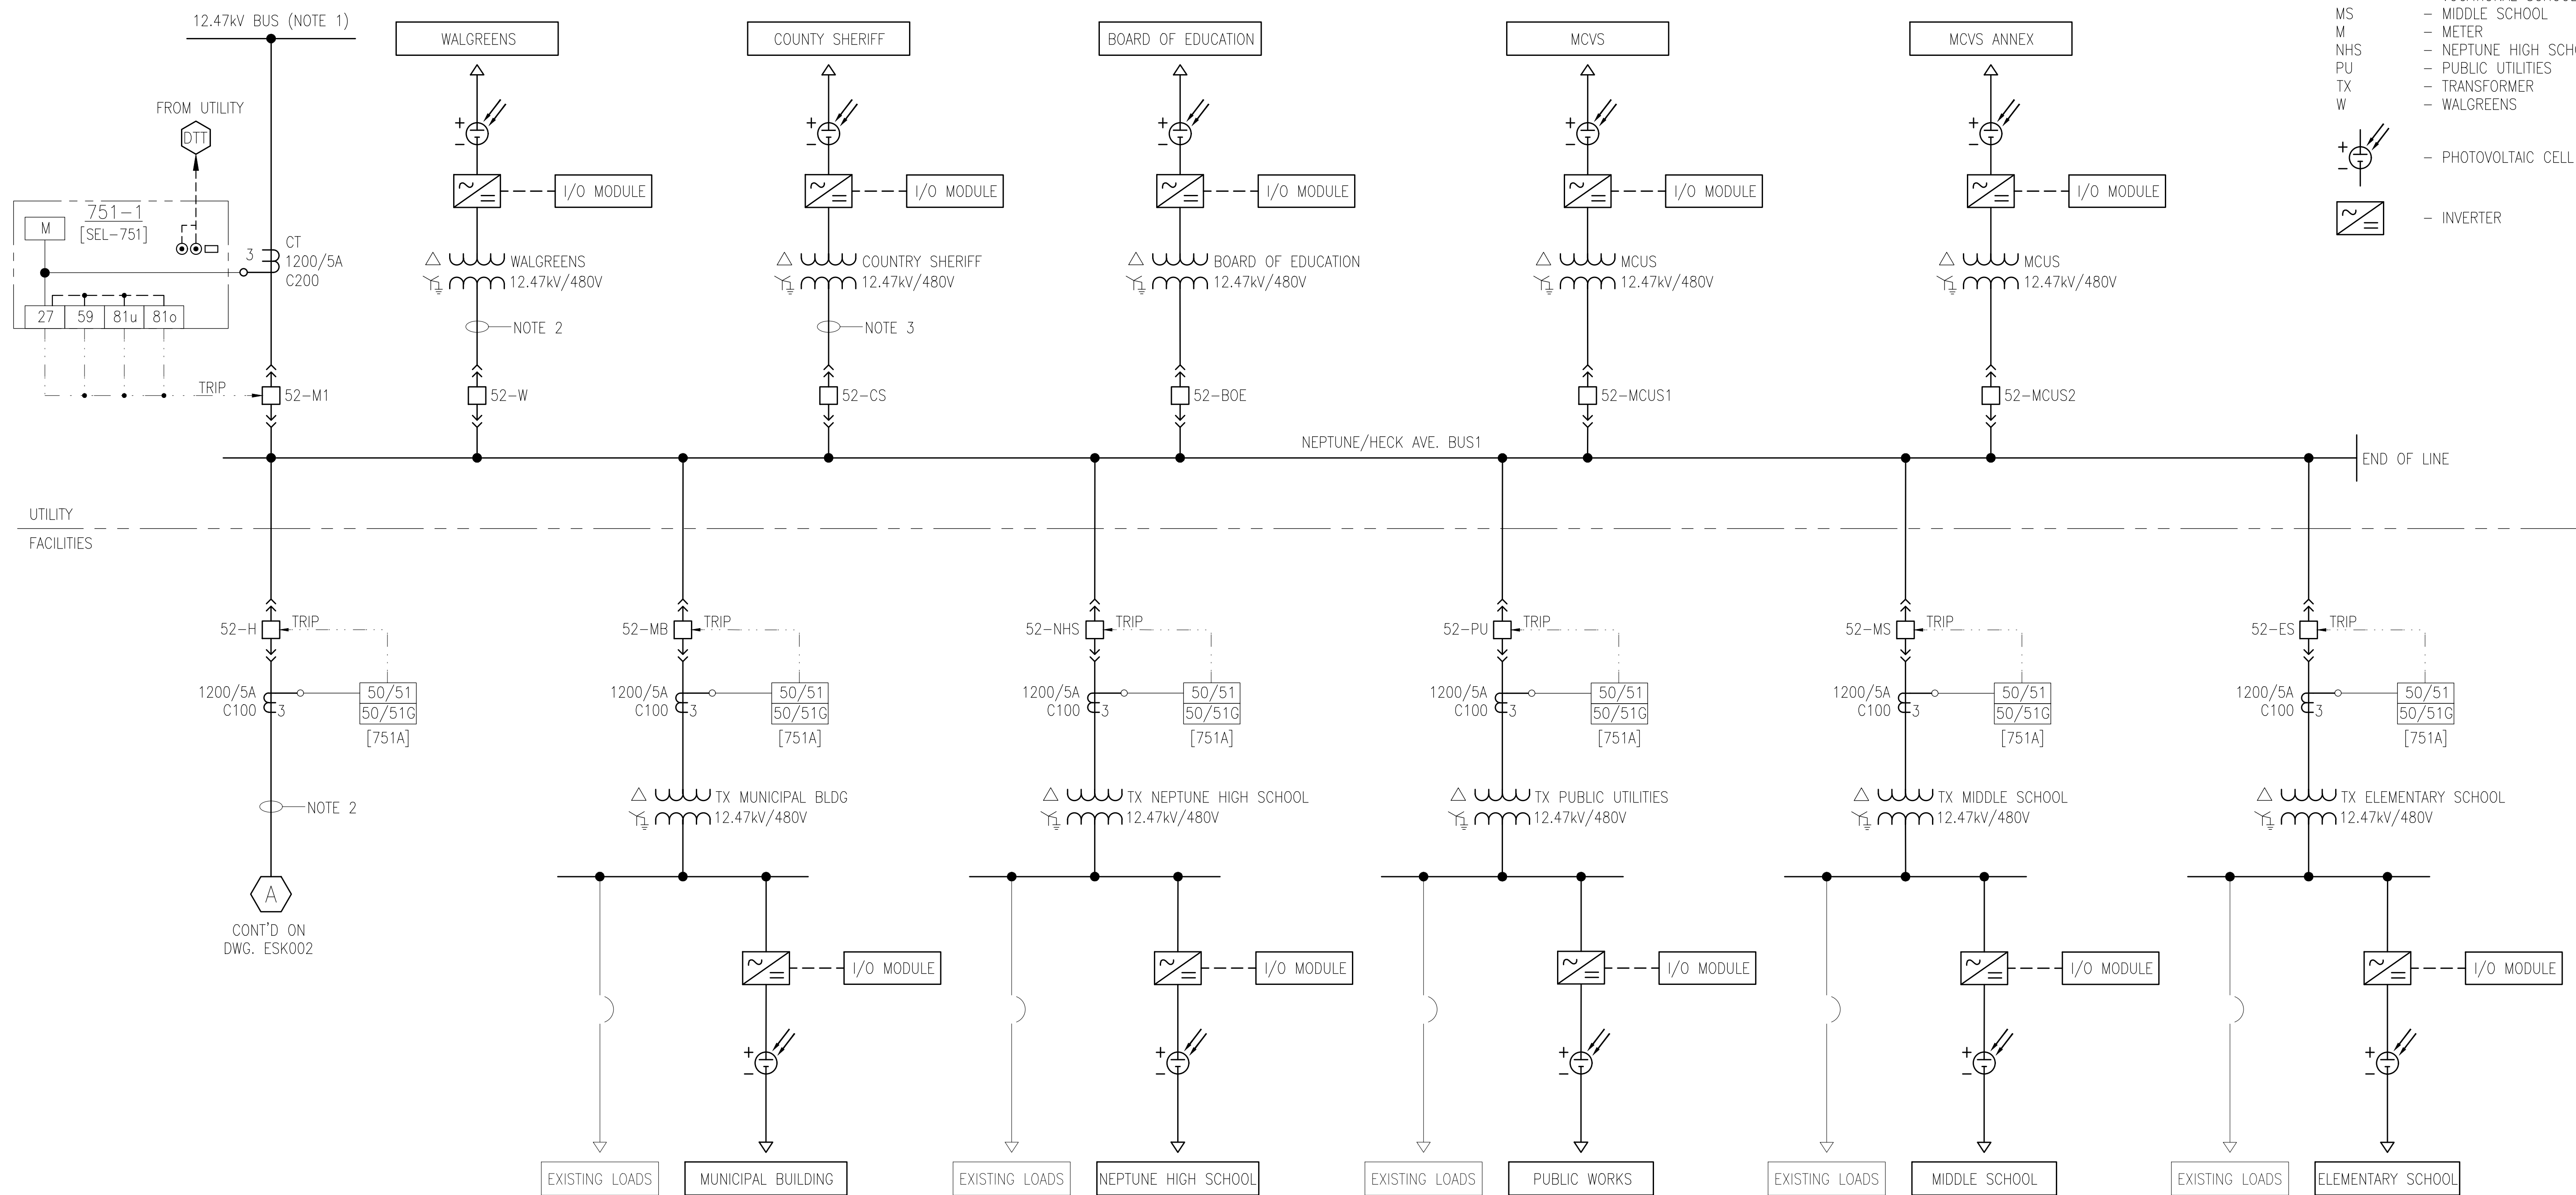 12.47kV BUS (NOTE 1)
WALGREENS
COUNTY SHERIFF
BOARD OF EDUCATION
MCVS
MCVS ANNEX
MS – MIDDLE SCHOOL
M – METER
NHS – NEPTUNE HIGH
PU – PUBLIC UTILITIES
TX – TRANSFORMER
W – WALGREENS
+
–
– PHOTOVOLTAIC CELL
– INVERTER
FROM UTILITY
DTT
751-1
[SEL-751]
M
3
CT
1200/5A
C200
27
59
81u
81o
TRIP
52-M1
+
–
I/O MODULE
WALGREENS
12.47kV/480V
NOTE 2
52-W
+
–
I/O MODULE
COUNTRY SHERIFF
12.47kV/480V
NOTE 3
52-CS
+
–
I/O MODULE
BOARD OF EDUCATION
12.47kV/480V
52-BOE
+
–
I/O MODULE
MCUS
12.47kV/480V
52-MCUS1
+
–
I/O MODULE
MCUS
12.47kV/480V
52-MCUS2
NEPTUNE/HECK AVE. BUS1
END OF LINE
UTILITY
FACILITIES
52-H
TRIP
1200/5A
C100
3
50/51
50/51G
[751A]
NOTE 2
A
CONT'D ON
DWG. ESK002
52-MB
TRIP
1200/5A
C100
3
50/51
50/51G
[751A]
TX MUNICIPAL BLDG
12.47kV/480V
I/O MODULE
+
–
EXISTING LOADS
MUNICIPAL BUILDING
52-NHS
TRIP
1200/5A
C100
3
50/51
50/51G
[751A]
TX NEPTUNE HIGH SCHOOL
12.47kV/480V
I/O MODULE
+
–
EXISTING LOADS
NEPTUNE HIGH SCHOOL
52-PU
TRIP
1200/5A
C100
3
50/51
50/51G
[751A]
TX PUBLIC UTILITIES
12.47kV/480V
I/O MODULE
+
–
EXISTING LOADS
PUBLIC WORKS
52-MS
TRIP
1200/5A
C100
3
50/51
50/51G
[751A]
TX MIDDLE SCHOOL
12.47kV/480V
I/O MODULE
+
–
EXISTING LOADS
MIDDLE SCHOOL
52-ES
TRIP
1200/5A
C100
3
50/51
50/51G
[751A]
TX ELEMENTARY SCHOOL
12.47kV/480V
I/O MODULE
+
–
EXISTING LOADS
ELEMENTARY SCHOOL